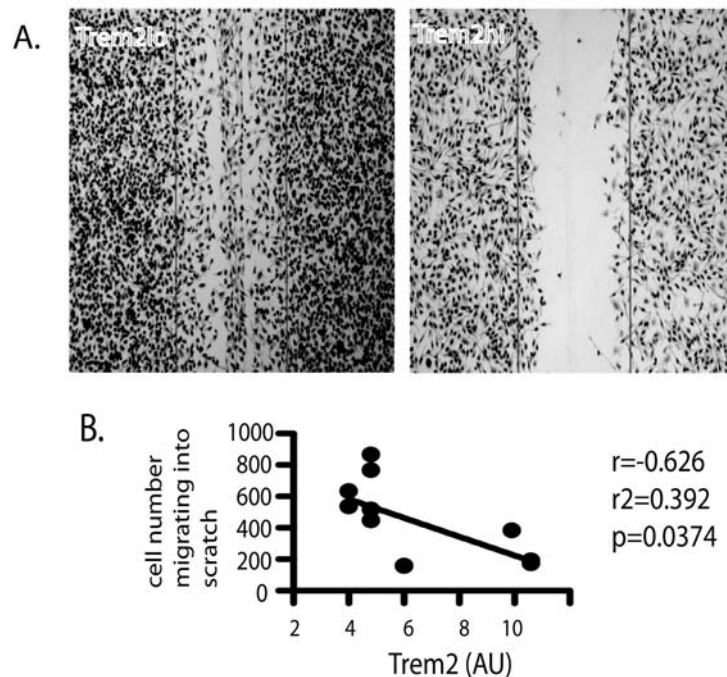 A.
Trem2lo
Trem2hi
B.
cell number
migrating into
scratch
1000
800
600
400
200
0
2
4
6
8
10
Trem2 (AU)
r=-0.626
r2=0.392
p=0.0374